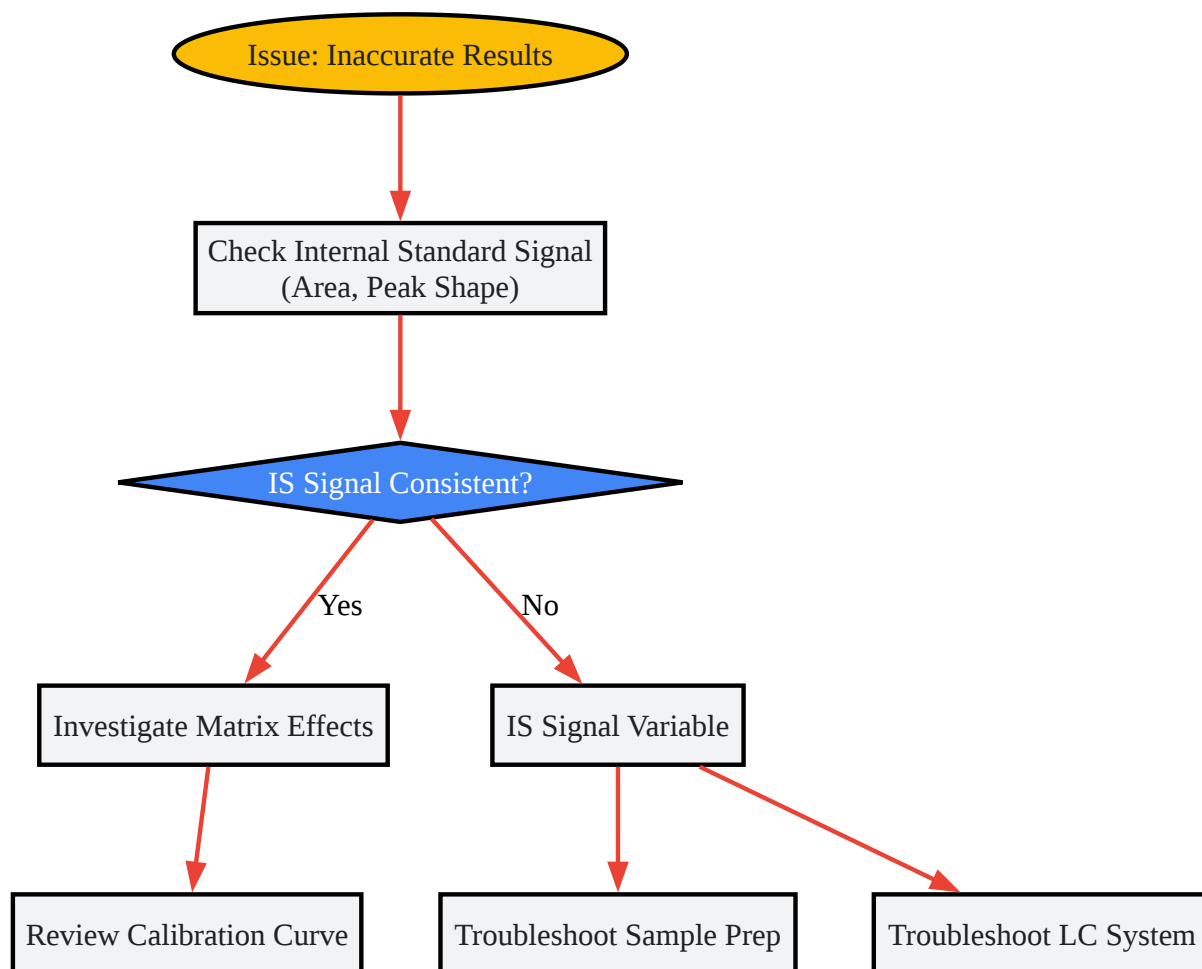 Issue: Inaccurate Results
Check Internal Standard Signal
(Area, Peak Shape)
IS Signal Consistent?
Yes
No
Investigate Matrix Effects
IS Signal Variable
Review Calibration Curve
Troubleshoot Sample Prep
Troubleshoot LC System